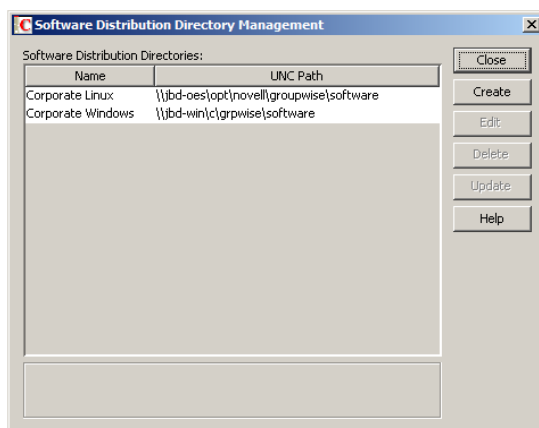 Software Distribution Directory Management
Software Distribution Directories:
Name UNC Path
Corporate Linux \\jbd-oes\opt\novell\groupwise\software
Corporate Windows \\jbd-win\c\grpwise\software
Close
Create
Edit
Delete
Update
Help